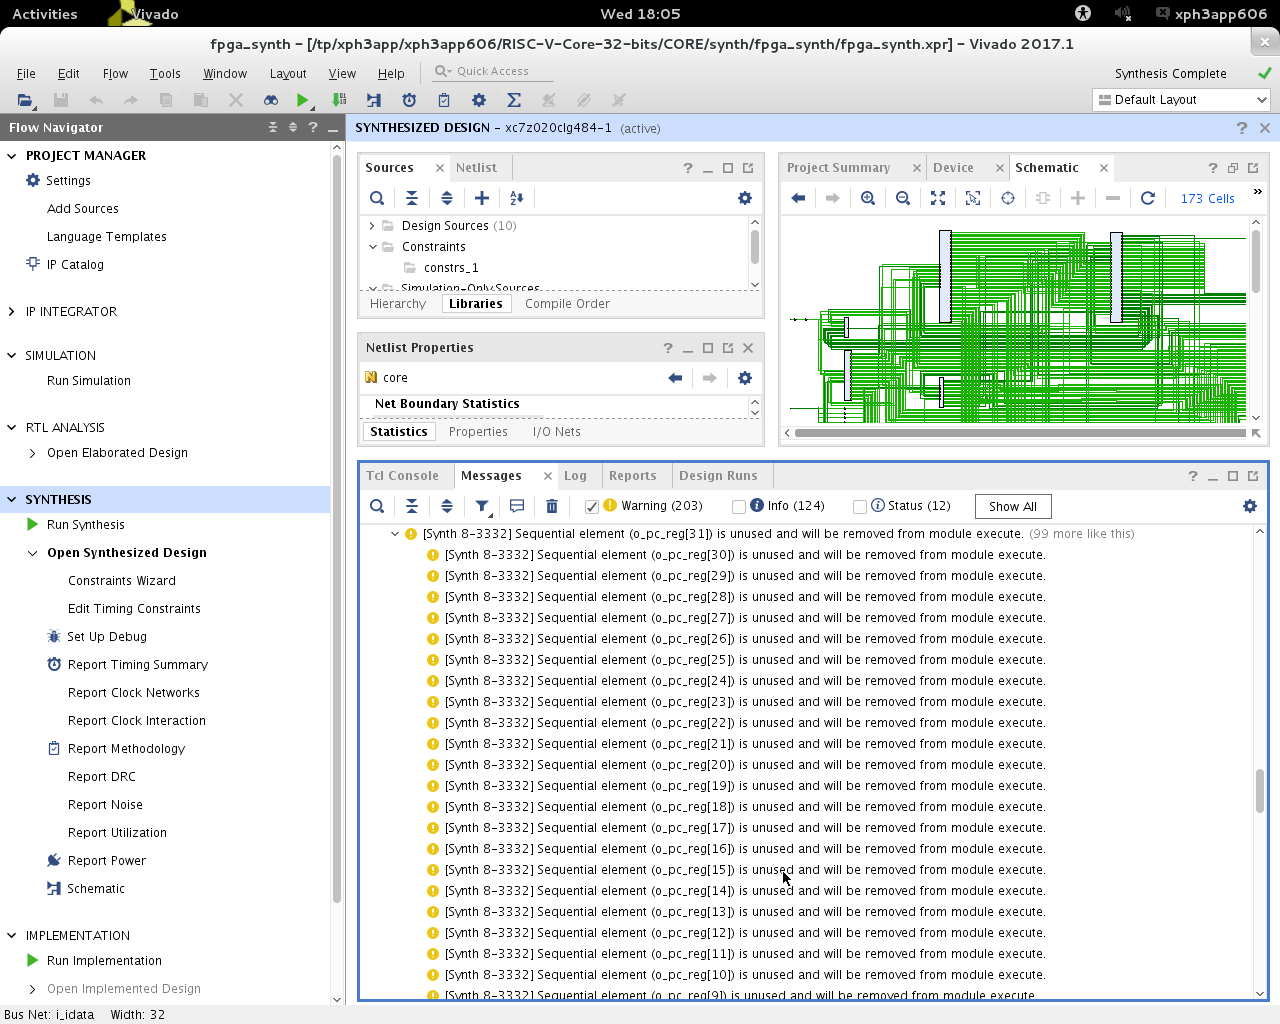 Activities Vivado Wed 18:05 xph3app606
fpga_synth – [/tp/xph3app/xph3app606/RISC-V-Core-32-bits/CORE/synth/fpga_synth/fpga_synth.xpr] – Vivado 2017.1
File Edit Flow Tools Window Layout View Help Quick Access Synthesis Complete
Default Layout
Flow Navigator
PROJECT MANAGER
Settings
Add Sources
Language Templates
IP Catalog
IP INTEGRATOR
SIMULATION
Run Simulation
RTL ANALYSIS
Open Elaborated Design
SYNTHESIS
Run Synthesis
Open Synthesized Design
Constraints Wizard
Edit Timing Constraints
Set Up Debug
Report Timing Summary
Report Clock Networks
Report Clock Interaction
Report Methodology
Report DRC
Report Noise
Report Utilization
Report Power
Schematic
IMPLEMENTATION
Run Implementation
Open Implemented Design
SYNTHESIZED DESIGN – xc7z020clg484-1 (active)
Sources Netlist
Design Sources (10)
Constraints
constrs_1
Simulation-Only Sources
Hierarchy Libraries Compile Order
Netlist Properties
core
Net Boundary Statistics
Statistics Properties I/O Nets
Project Summary Device Schematic
173 Cells
Tcl Console Messages Log Reports Design Runs
Warning (203) Info (124) Status (12) Show All
[Synth 8-3332] Sequential element (o_pc_reg[31]) is unused and will be removed from module execute. (99 more like this)
[Synth 8-3332] Sequential element (o_pc_reg[30]) is unused and will be removed from module execute.
[Synth 8-3332] Sequential element (o_pc_reg[29]) is unused and will be removed from module execute.
[Synth 8-3332] Sequential element (o_pc_reg[28]) is unused and will be removed from module execute.
[Synth 8-3332] Sequential element (o_pc_reg[27]) is unused and will be removed from module execute.
[Synth 8-3332] Sequential element (o_pc_reg[26]) is unused and will be removed from module execute.
[Synth 8-3332] Sequential element (o_pc_reg[25]) is unused and will be removed from module execute.
[Synth 8-3332] Sequential element (o_pc_reg[24]) is unused and will be removed from module execute.
[Synth 8-3332] Sequential element (o_pc_reg[23]) is unused and will be removed from module execute.
[Synth 8-3332] Sequential element (o_pc_reg[22]) is unused and will be removed from module execute.
[Synth 8-3332] Sequential element (o_pc_reg[21]) is unused and will be removed from module execute.
[Synth 8-3332] Sequential element (o_pc_reg[20]) is unused and will be removed from module execute.
[Synth 8-3332] Sequential element (o_pc_reg[19]) is unused and will be removed from module execute.
[Synth 8-3332] Sequential element (o_pc_reg[18]) is unused and will be removed from module execute.
[Synth 8-3332] Sequential element (o_pc_reg[17]) is unused and will be removed from module execute.
[Synth 8-3332] Sequential element (o_pc_reg[16]) is unused and will be removed from module execute.
[Synth 8-3332] Sequential element (o_pc_reg[15]) is unused and will be removed from module execute.
[Synth 8-3332] Sequential element (o_pc_reg[14]) is unused and will be removed from module execute.
[Synth 8-3332] Sequential element (o_pc_reg[13]) is unused and will be removed from module execute.
[Synth 8-3332] Sequential element (o_pc_reg[12]) is unused and will be removed from module execute.
[Synth 8-3332] Sequential element (o_pc_reg[11]) is unused and will be removed from module execute.
[Synth 8-3332] Sequential element (o_pc_reg[10]) is unused and will be removed from module execute.
[Synth 8-3332] Sequential element (o_pc_reg[9]) is unused and will be removed from module execute.
Bus Net: i_idata Width: 32